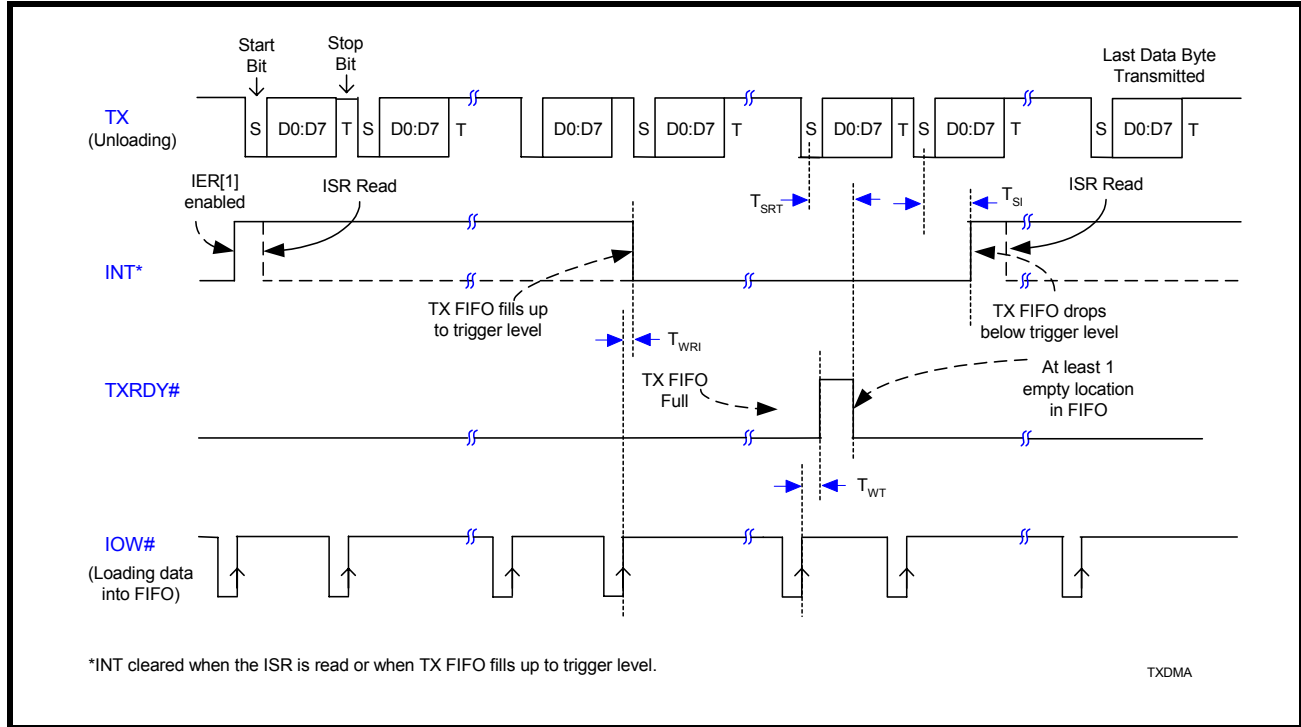 Start
Bit
Stop
Bit
Last Data Byte
Transmitted
TX
(Unloading)
S D0:D7 T S D0:D7 T D0:D7 S D0:D7 T S D0:D7 T S D0:D7 T S D0:D7 T
IER[1]
enabled
ISR Read
TSRT
TSI
ISR Read
INT*
TX FIFO fills up
to trigger level
TX FIFO drops
below trigger level
TWRI
TXRDY#
TX FIFO
Full
At least 1
empty location
in FIFO
TWT
IOW#
(Loading data
into FIFO)
*INT cleared when the ISR is read or when TX FIFO fills up to trigger level.
TXDMA